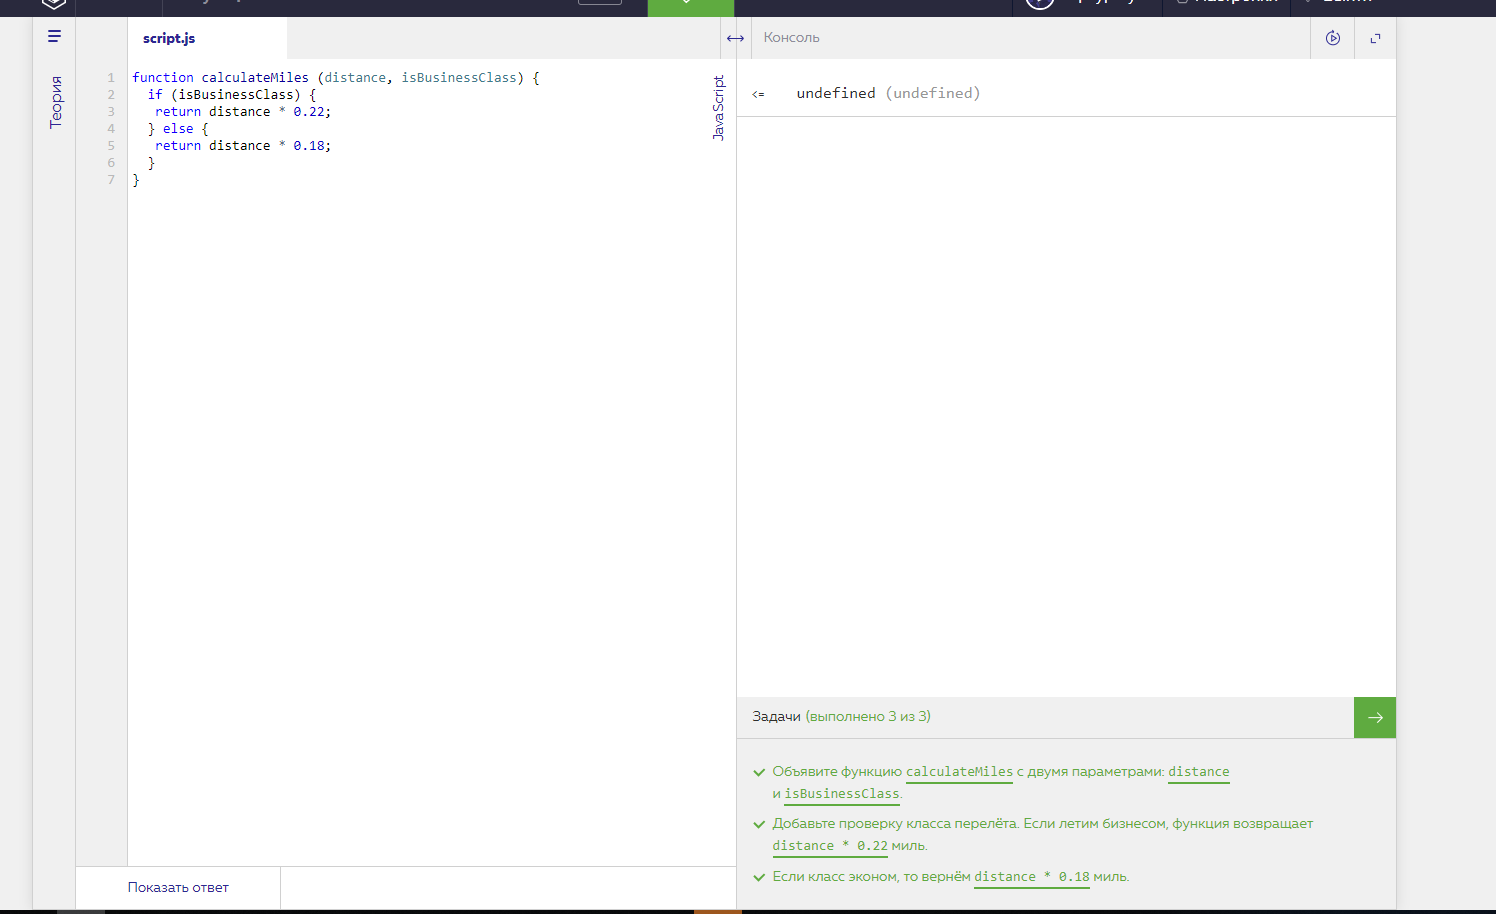 script.js
Консоль
Теория
JavaScript
1 function calculateMiles (distance, isBusinessClass) {
2 if (isBusinessClass) {
3 return distance * 0.22;
4 } else {
5 return distance * 0.18;
6 }
7 }
<= undefined (undefined)
Задачи (выполнено 3 из 3)
Объявите функцию calculateMiles с двумя параметрами: distance
и isBusinessClass.
Добавьте проверку класса перелёта. Если летим бизнесом, функция возвращает
distance * 0.22 миль.
Если класс эконом, то вернём distance * 0.18 миль.
Показать ответ